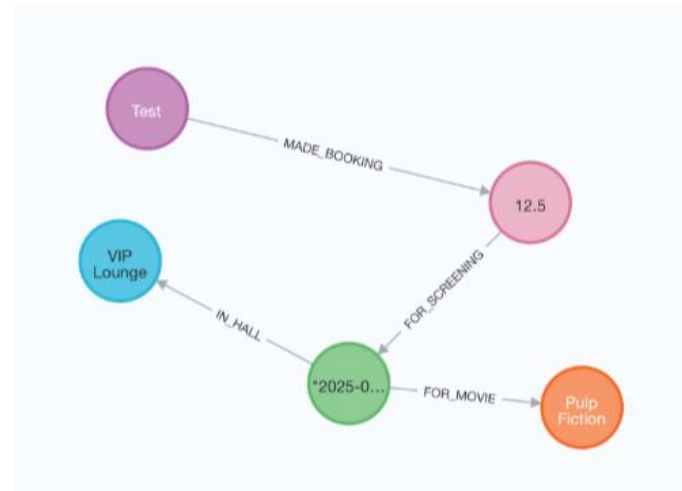 Test
MADE_BOOKING
12.5
FOR_SCREENING
VIP
Lounge
IN_HALL
"2025-0...
FOR_MOVIE
Pulp
Fiction